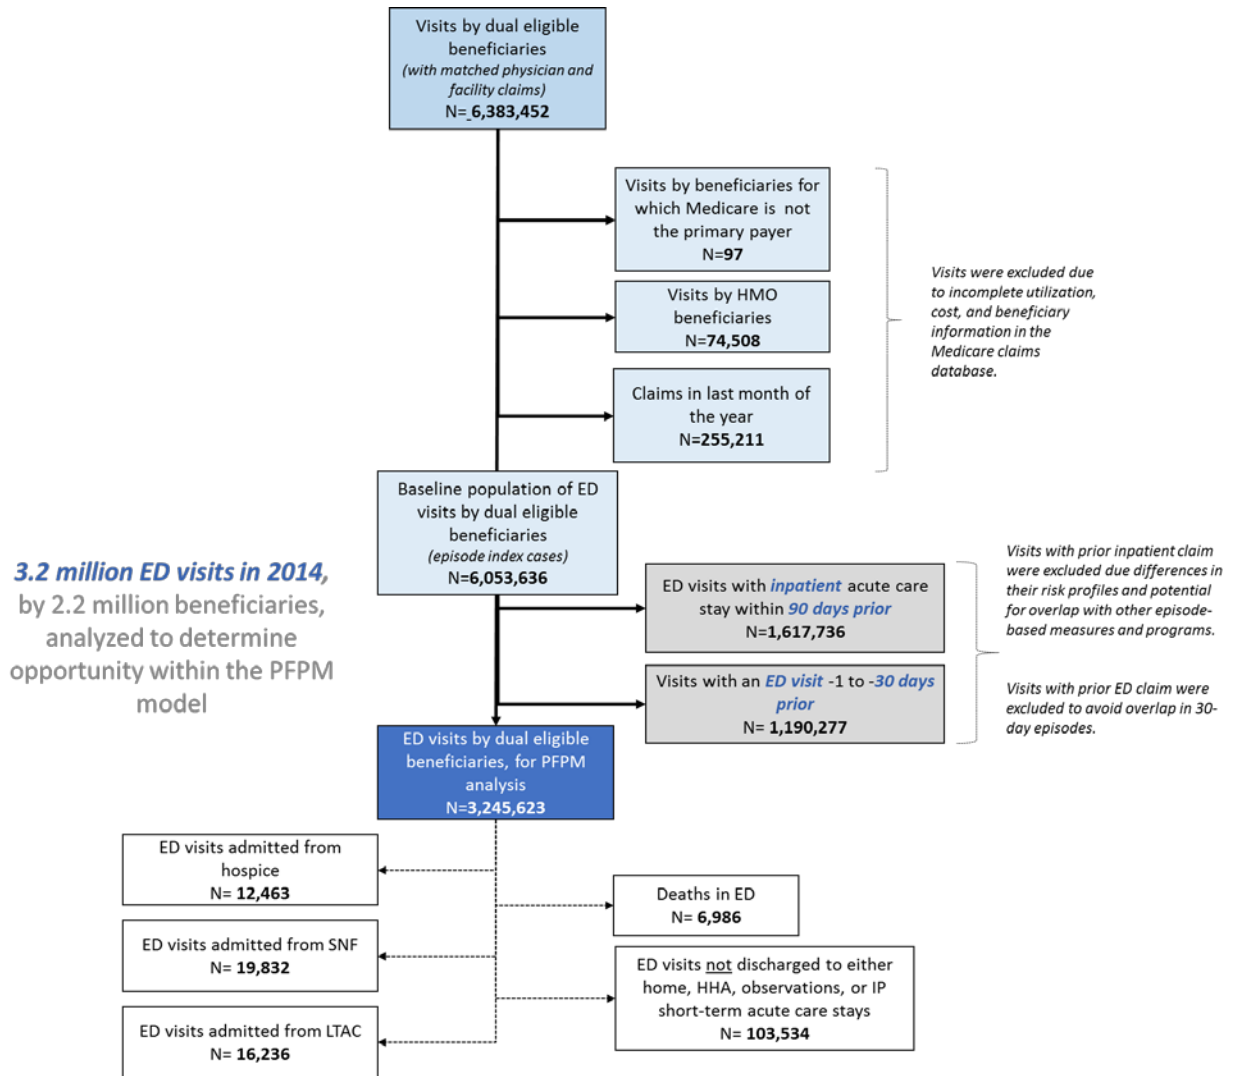 Visits by dual eligible
beneficiaries
(with matched physician and
facility claims)
N= 6,383,452
Visits by beneficiaries for
which Medicare is not
the primary payer
N=97
Visits by HMO
beneficiaries
N=74,508
Claims in last month of
the year
N=255,211
Visits were excluded due
to incomplete utilization,
cost, and beneficiary
information in the
Medicare claims
database.
Baseline population of ED
visits by dual eligible
beneficiaries
(episode index cases)
N=6,053,636
3.2 million ED visits in 2014,
by 2.2 million beneficiaries,
analyzed to determine
opportunity within the PFPM
model
ED visits with inpatient acute care
stay within 90 days prior
N=1,617,736
Visits with an ED visit -1 to -30 days
prior
N= 1,190,277
Visits with prior inpatient claim
were excluded due differences in
their risk profiles and potential
for overlap with other episode-
based measures and programs.
Visits with prior ED claim were
excluded to avoid overlap in 30-
day episodes.
ED visits by dual eligible
beneficiaries, for PFPM
analysis
N=3,245,623
ED visits admitted from
hospice
N= 12,463
ED visits admitted from SNF
N= 19,832
ED visits admitted from LTAC
N= 16,236
Deaths in ED
N= 6,986
ED visits not discharged to either
home, HHA, observations, or IP
short-term acute care stays
N= 103,534